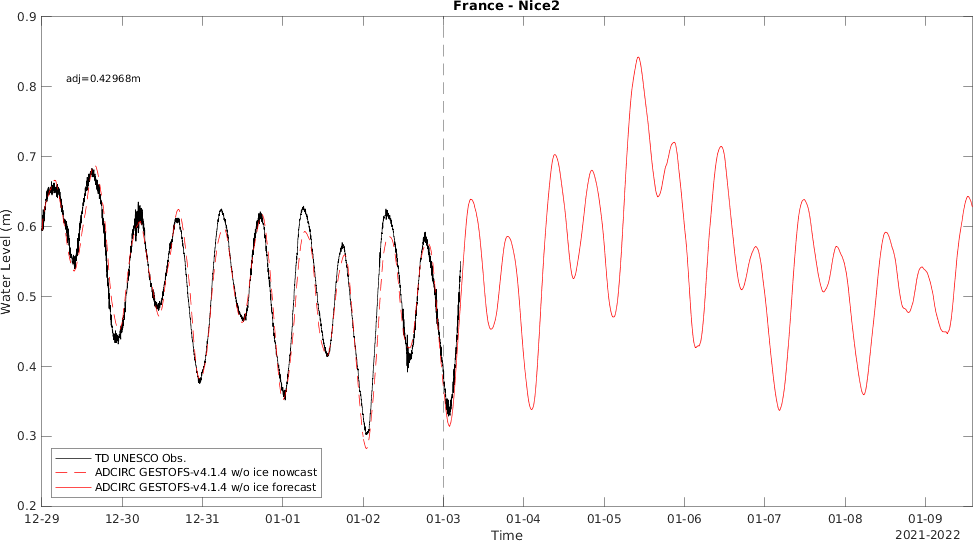 France - Nice2
0.9
0.8
0.7
0.6
0.5
0.4
0.3
0.2
Water Level (m)
adj=0.42968m
TD UNESCO Obs.
ADCIRC GESTOFS-v4.1.4 w/o ice nowcast
ADCIRC GESTOFS-v4.1.4 w/o ice forecast
12-29 12-30 12-31 01-01 01-02 01-03 01-04 01-05 01-06 01-07 01-08 01-09
Time
2021-2022